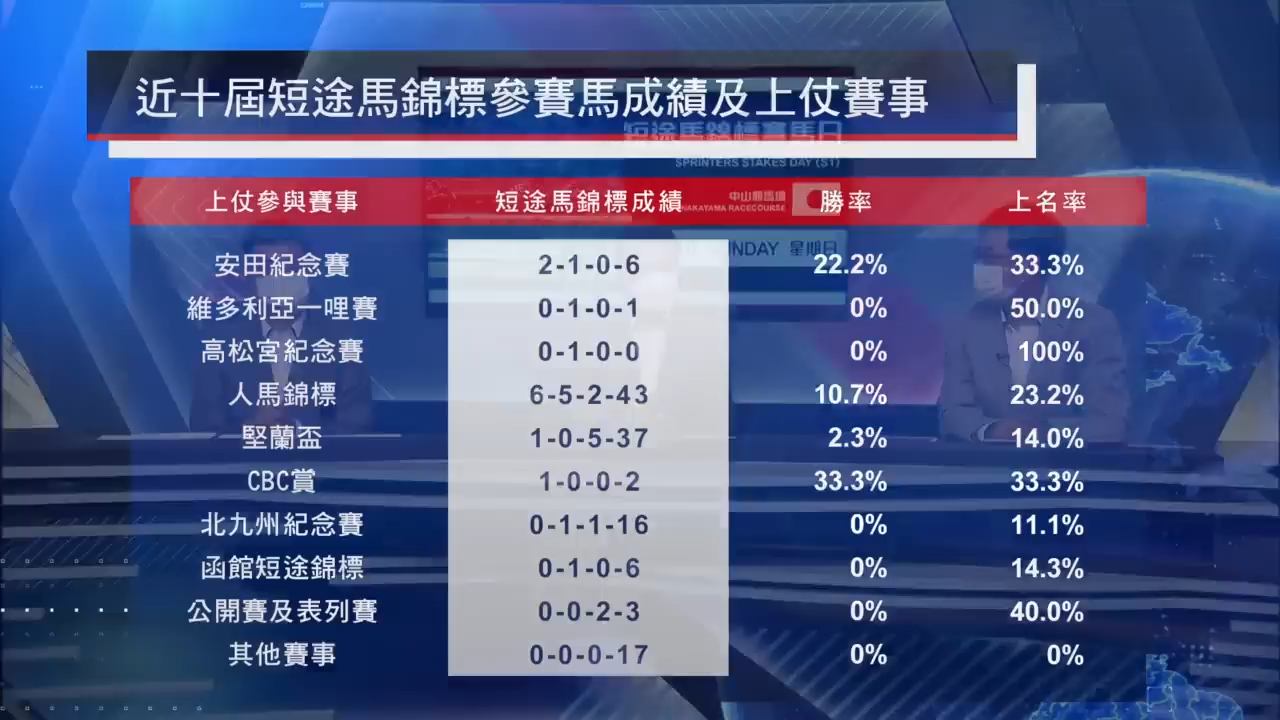 近十屆短途馬錦標參賽馬成績及上仗賽事
短途馬錦標賽馬日
SPRINTERS STAKES DAY (S1)
上仗參與賽事 短途馬錦標成績 勝率 上名率
中山競馬場
NAKAYAMA RACECOURSE
安田紀念賽 2-1-0-6 22.2% 33.3%
NDAY 星期日
維多利亞一哩賽 0-1-0-1 0% 50.0%
高松宮紀念賽 0-1-0-0 0% 100%
人馬錦標 6-5-2-43 10.7% 23.2%
堅蘭盃 1-0-5-37 2.3% 14.0%
CBC賞 1-0-0-2 33.3% 33.3%
北九州紀念賽 0-1-1-16 0% 11.1%
函館短途錦標 0-1-0-6 0% 14.3%
公開賽及表列賽 0-0-2-3 0% 40.0%
其他賽事 0-0-0-17 0% 0%